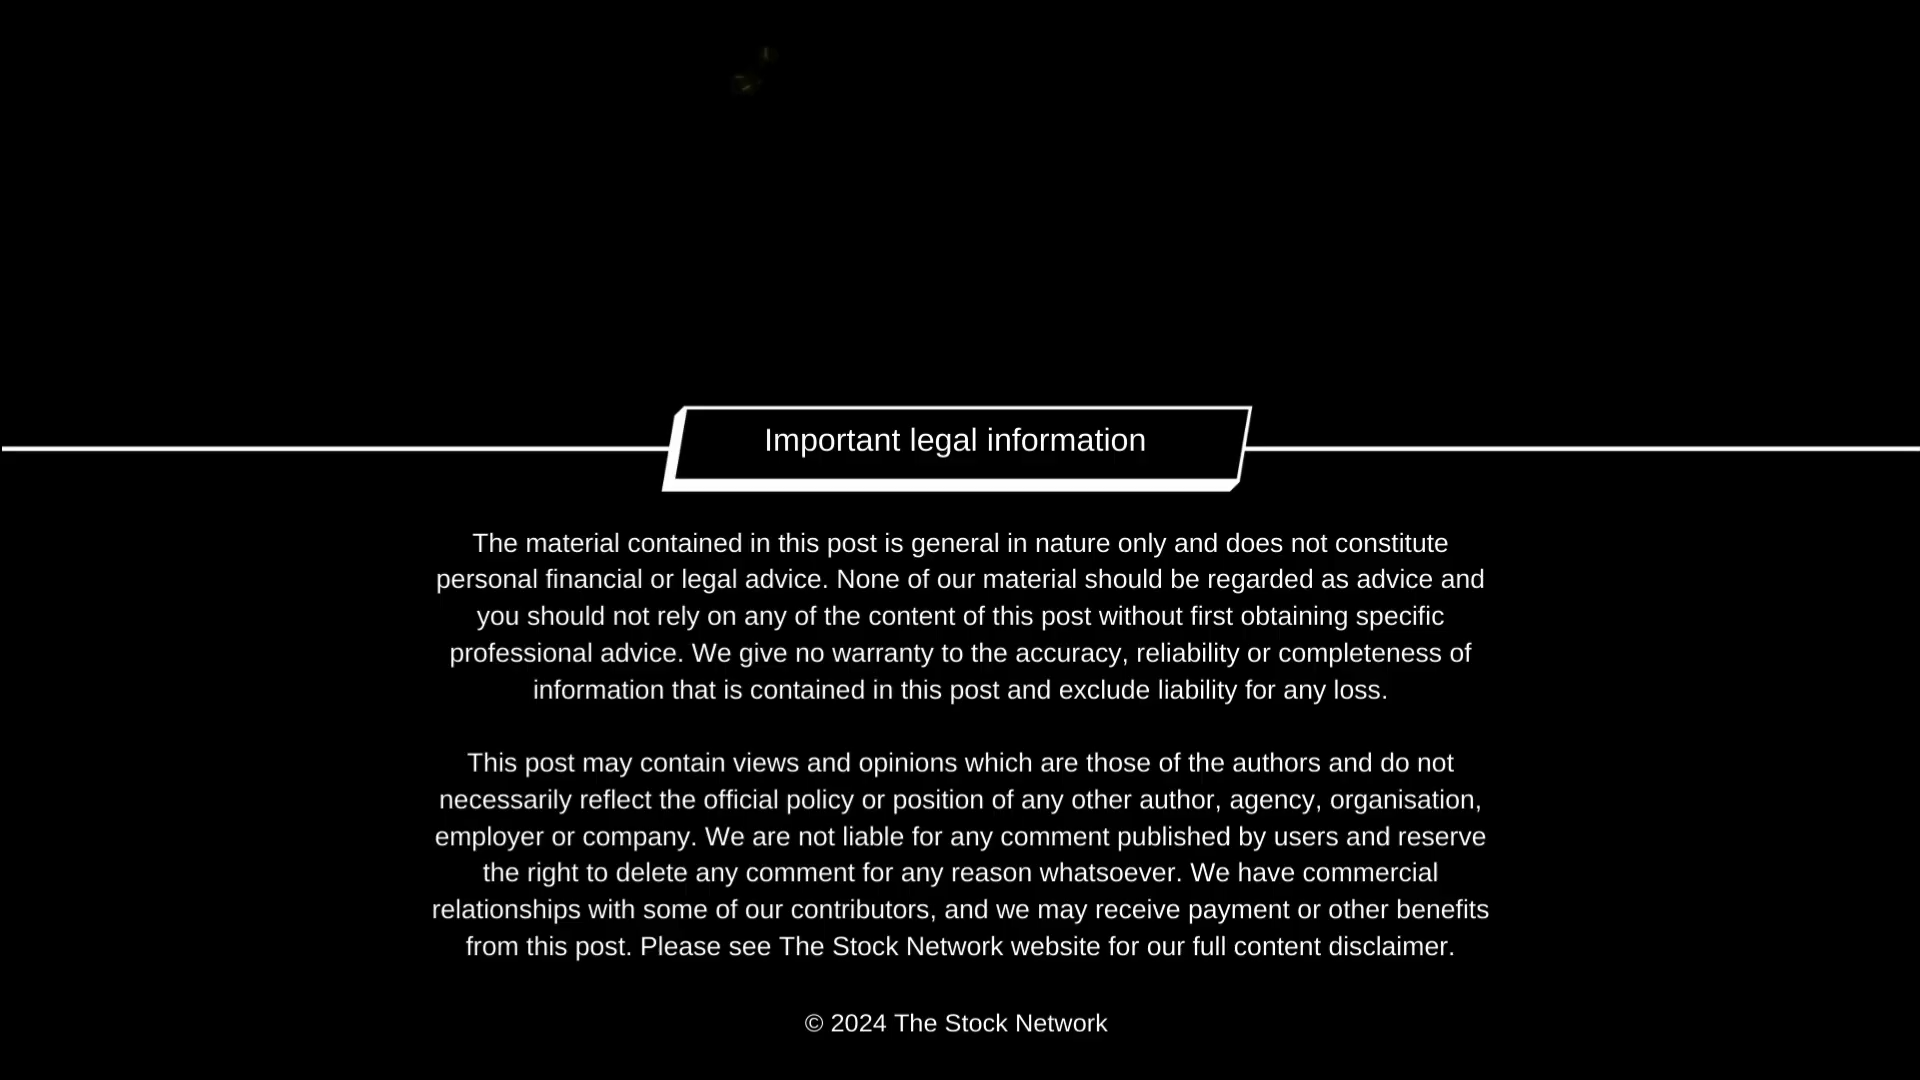 Important legal information
The material contained in this post is general in nature only and does not constitute
personal financial or legal advice. None of our material should be regarded as advice and
you should not rely on any of the content of this post without first obtaining specific
professional advice. We give no warranty to the accuracy, reliability or completeness of
information that is contained in this post and exclude liability for any loss.
This post may contain views and opinions which are those of the authors and do not
necessarily reflect the official policy or position of any other author, agency, organisation,
employer or company. We are not liable for any comment published by users and reserve
the right to delete any comment for any reason whatsoever. We have commercial
relationships with some of our contributors, and we may receive payment or other benefits
from this post. Please see The Stock Network website for our full content disclaimer.
© 2024 The Stock Network